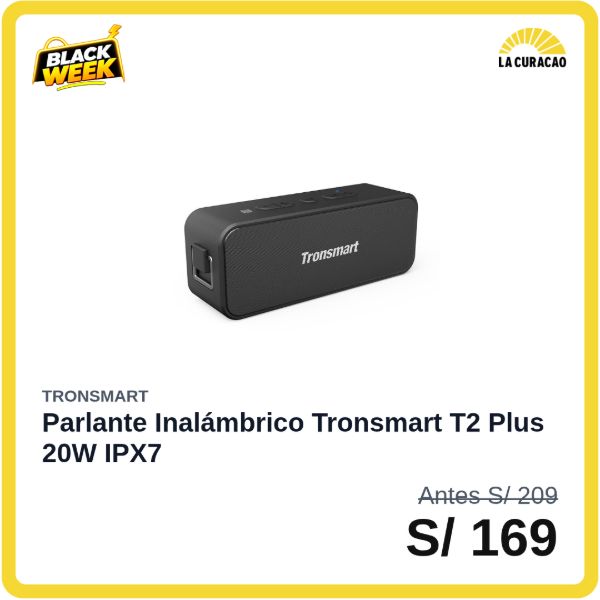 BLACK
WEEK
LA CURACAO
Tronsmart
TRONSMART
Parlante Inalámbrico Tronsmart T2 Plus
20W IPX7
Antes S/ 209
S/ 169